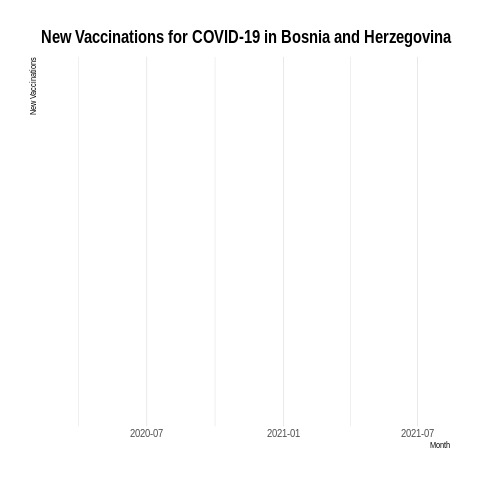 New Vaccinations for COVID-19 in Bosnia and Herzegovina
New Vaccinations
2020-07
2021-01
2021-07
Month